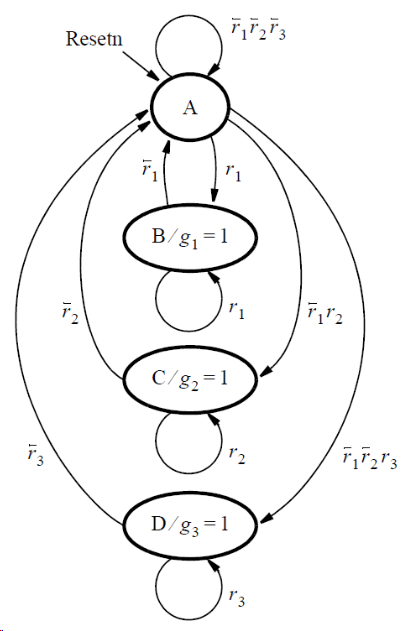 r̅₁r̅₂r̅₃
Resetn
A
r̅₁
r₁
B/g₁ = 1
r₁
r̅₂
r̅₁r₂
C/g₂ = 1
r₂
r̅₃
r̅₁r̅₂r₃
D/g₃ = 1
r₃